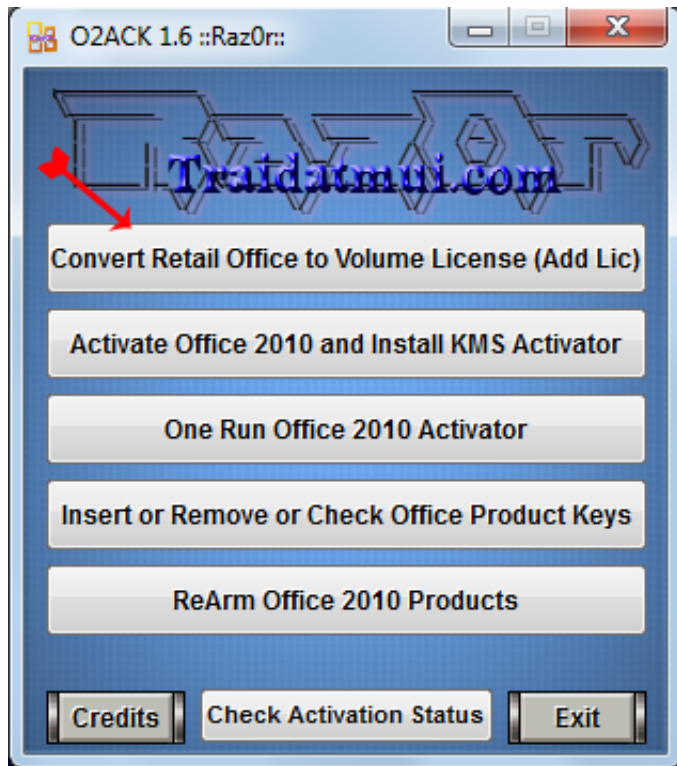 O2ACK 1.6 ::Raz0r::
Traidatmui.com
Convert Retail Office to Volume License (Add Lic)
Activate Office 2010 and Install KMS Activator
One Run Office 2010 Activator
Insert or Remove or Check Office Product Keys
ReArm Office 2010 Products
Credits Check Activation Status Exit